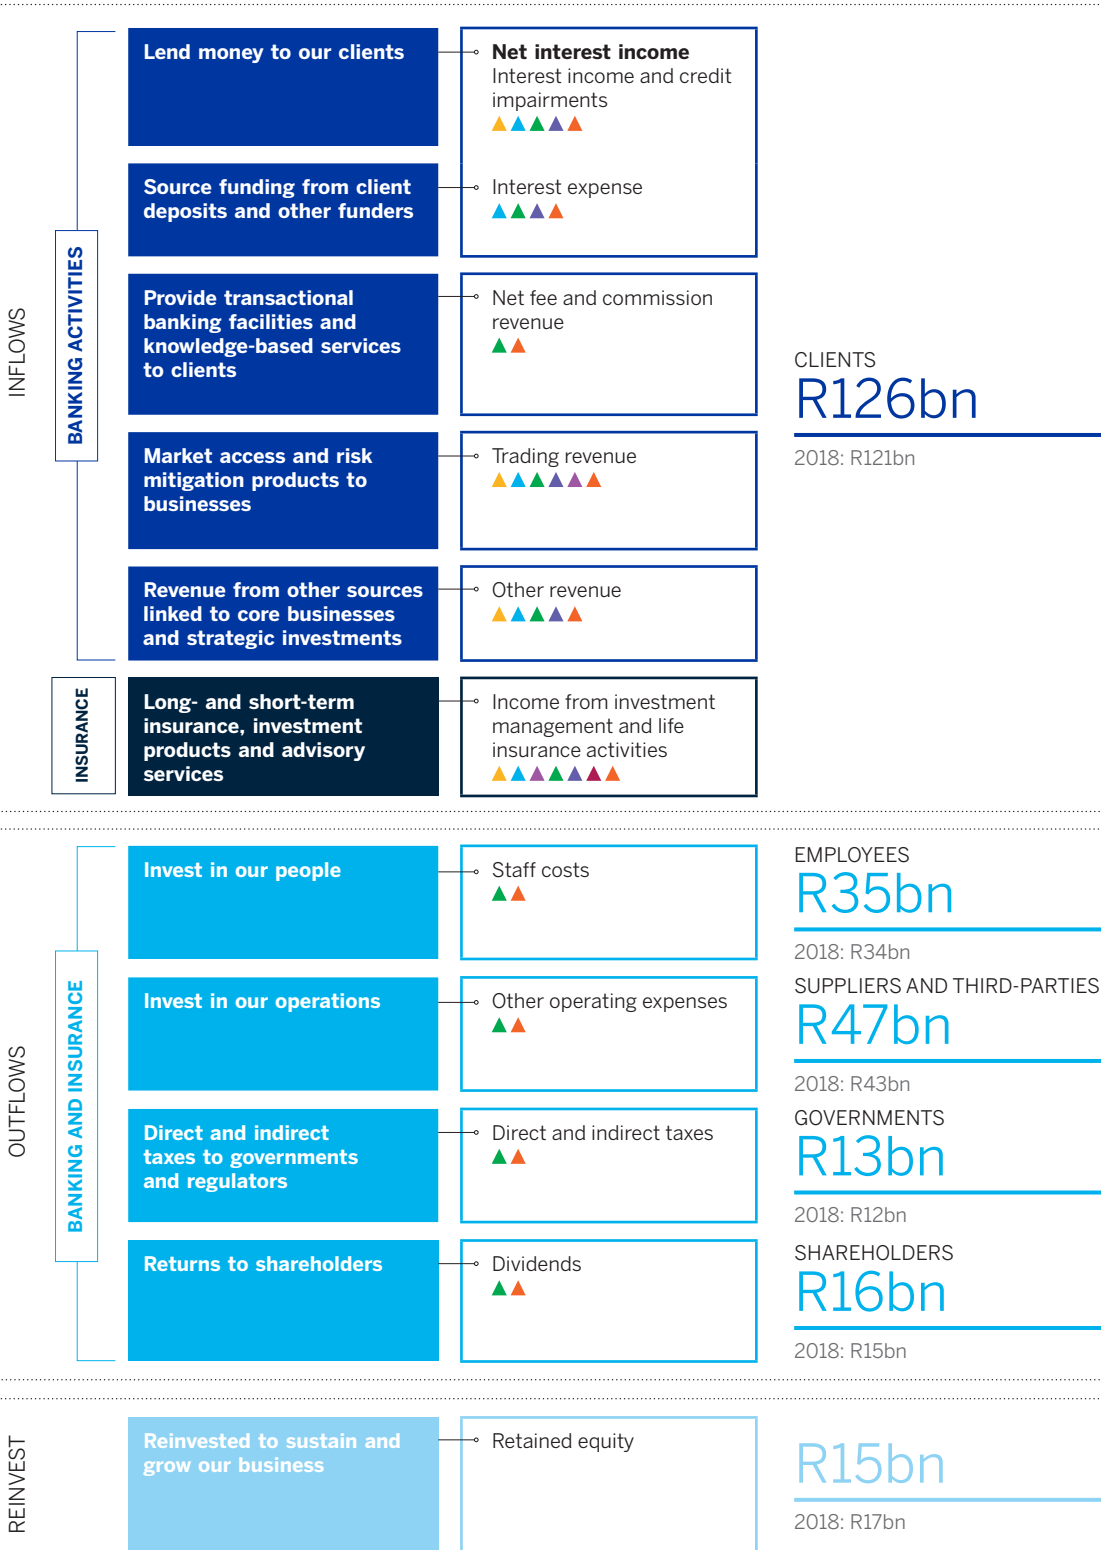 INFLOWS
BANKING ACTIVITIES
Lend money to our clients
Net interest income
Interest income and credit
impairments
Source funding from client
deposits and other funders
Interest expense
Provide transactional
banking facilities and
knowledge-based services
to clients
Net fee and commission
revenue
CLIENTS
R126bn
2018: R121bn
Market access and risk
mitigation products to
businesses
Trading revenue
Revenue from other sources
linked to core businesses
and strategic investments
Other revenue
INSURANCE
Long- and short-term
insurance, investment
products and advisory
services
Income from investment
management and life
insurance activities
OUTFLOWS
BANKING AND INSURANCE
Invest in our people
Staff costs
EMPLOYEES
R35bn
2018: R34bn
Invest in our operations
Other operating expenses
SUPPLIERS AND THIRD-PARTIES
R47bn
2018: R43bn
Direct and indirect
taxes to governments
and regulators
Direct and indirect taxes
GOVERNMENTS
R13bn
2018: R12bn
Returns to shareholders
Dividends
SHAREHOLDERS
R16bn
2018: R15bn
REINVEST
Reinvested to sustain and
grow our business
Retained equity
R15bn
2018: R17bn